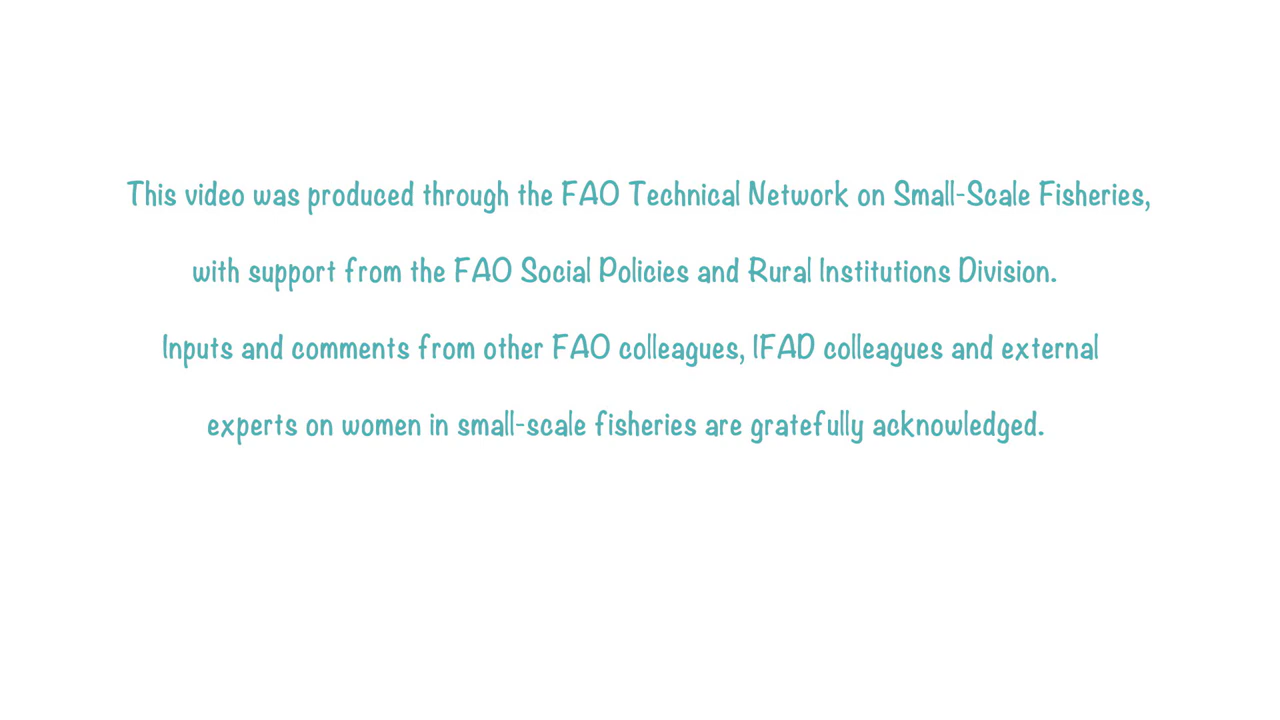 This video was produced through the FAO Technical Network on Small-Scale Fisheries,
with support from the FAO Social Policies and Rural Institutions Division.
Inputs and comments from other FAO colleagues, IFAD colleagues and external
experts on women in small-scale fisheries are gratefully acknowledged.